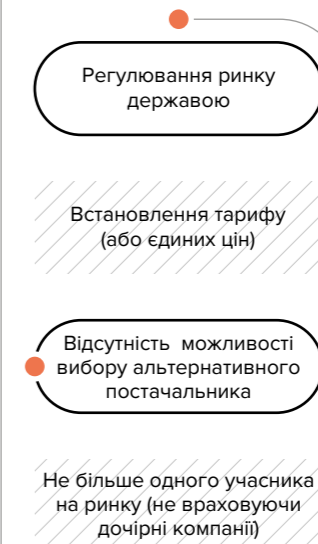 Регулювання ринку
державою
Встановлення тарифу
(або єдиних цін)
Відсутність можливості
вибору альтернативного
постачальника
Не більше одного учасника
на ринку (не враховуючи
дочірні компанії)